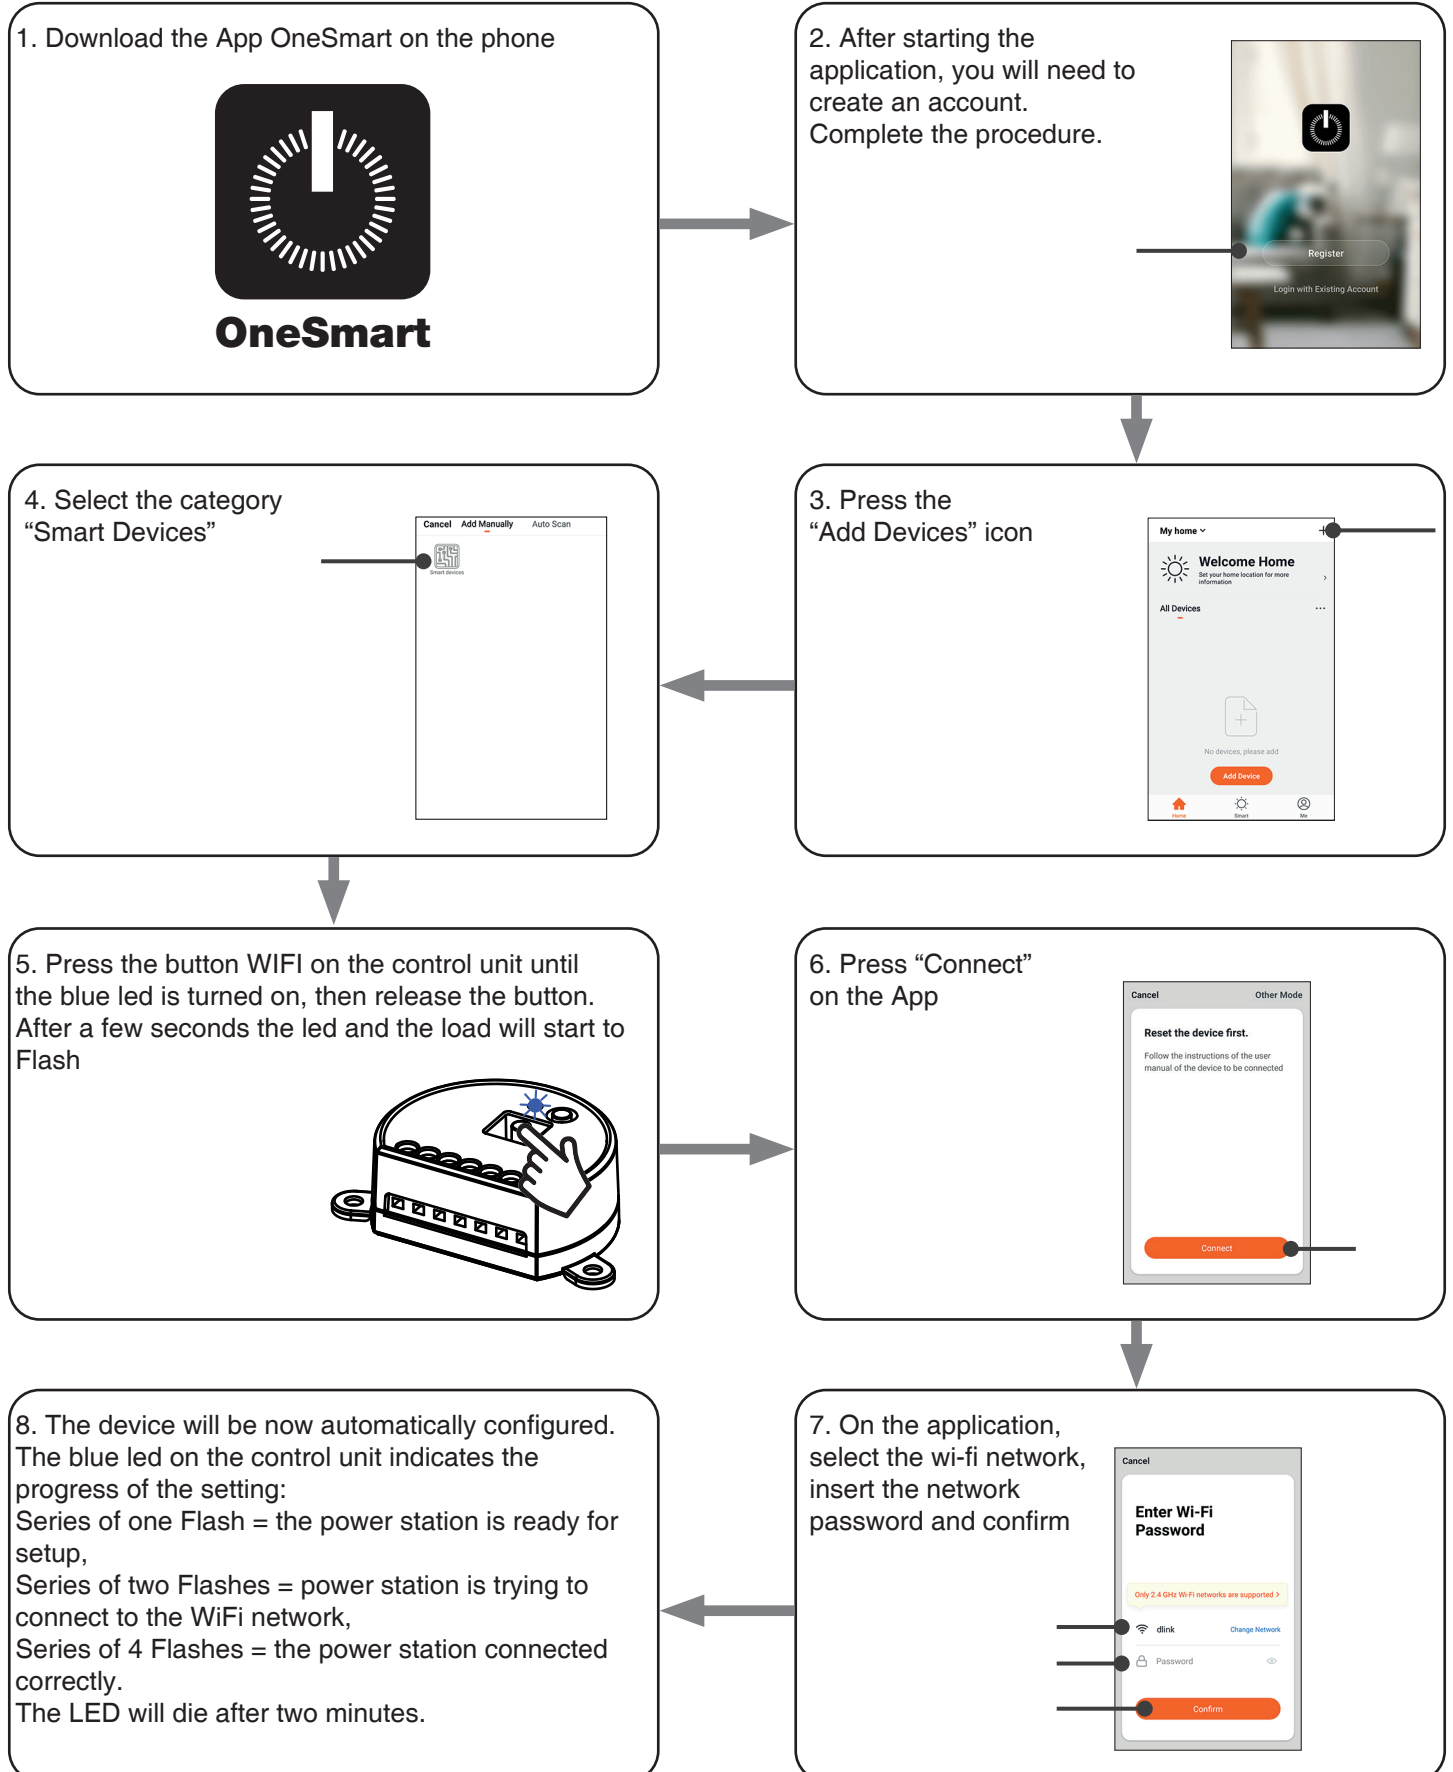 1. Download the App OneSmart on the phone
OneSmart
2. After starting the
application, you will need to
create an account.
Complete the procedure.
Register
Login with Existing Account
3. Press the
“Add Devices” icon
My home
Welcome Home
Set your home location for more
information
All Devices
No devices, please add
Add Device
Home
Smart
Me
4. Select the category
“Smart Devices”
Cancel Add Manually Auto Scan
Smart devices
5. Press the button WIFI on the control unit until
the blue led is turned on, then release the button.
After a few seconds the led and the load will start to
Flash
6. Press “Connect”
on the App
Cancel Other Mode
Reset the device first.
Follow the instructions of the user
manual of the device to be connected
Connect
7. On the application,
select the wi-fi network,
insert the network
password and confirm
Cancel
Enter Wi-Fi
Password
Only 2.4 GHz Wi-Fi networks are supported >
dlink Change Network
Password
Confirm
8. The device will be now automatically configured.
The blue led on the control unit indicates the
progress of the setting:
Series of one Flash = the power station is ready for
setup,
Series of two Flashes = power station is trying to
connect to the WiFi network,
Series of 4 Flashes = the power station connected
correctly.
The LED will die after two minutes.